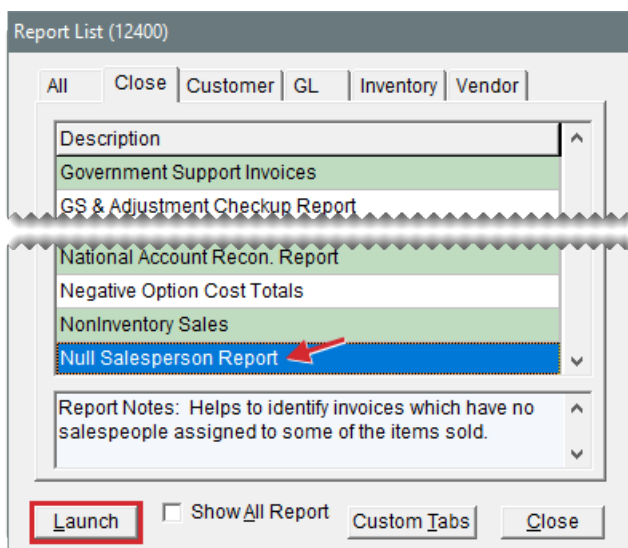 Report List (12400)
All Close Customer GL Inventory Vendor
Description
Government Support Invoices
GS & Adjustment Checkup Report
National Account Recon. Report
Negative Option Cost Totals
NonInventory Sales
Null Salesperson Report
Report Notes: Helps to identify invoices which have no
salespeople assigned to some of the items sold.
Launch Show All Report Custom Tabs Close